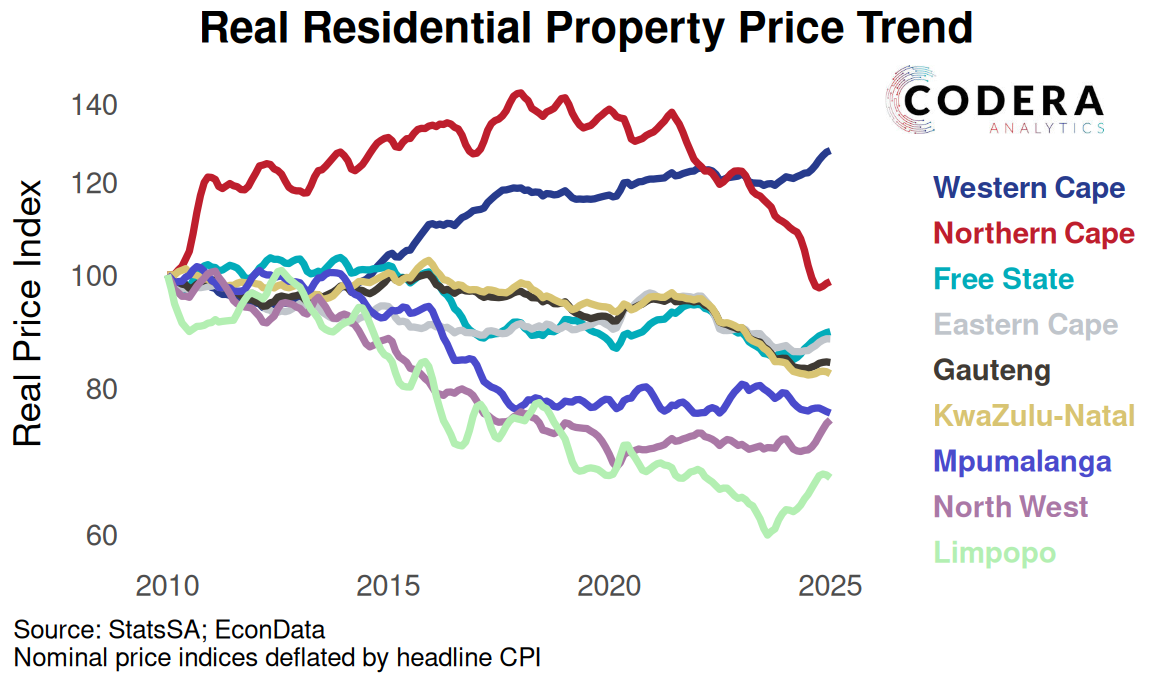 Real Residential Property Price Trend
CODERA
ANALYTICS
Real Price Index
140
120
100
80
60
2010
2015
2020
2025
Western Cape
Northern Cape
Free State
Eastern Cape
Gauteng
KwaZulu-Natal
Mpumalanga
North West
Limpopo
Source: StatsSA; EconData
Nominal price indices deflated by headline CPI